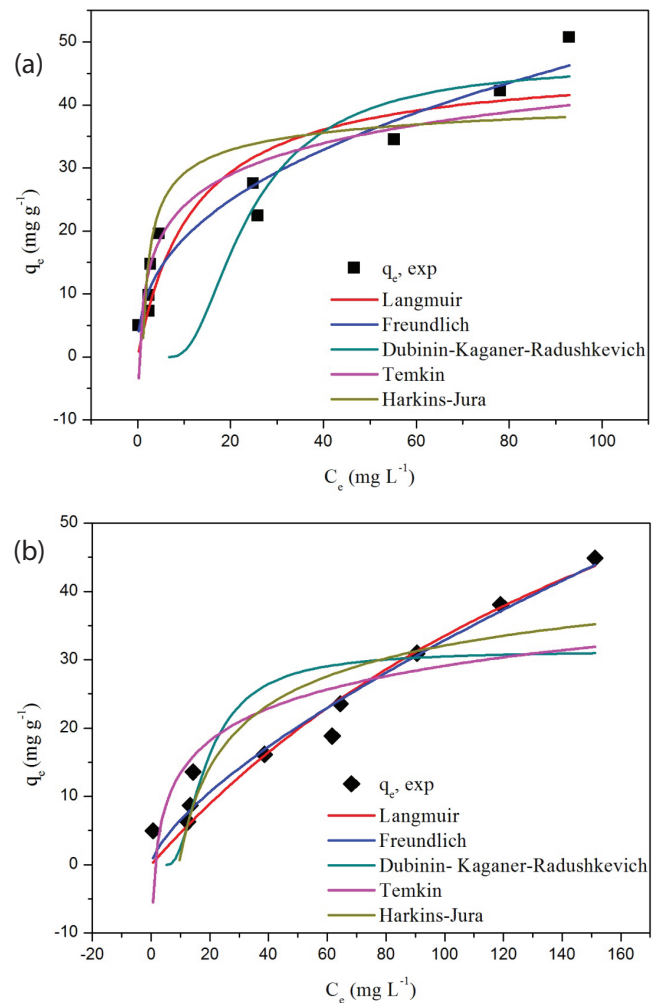 (a)
50
40
30
20
10
0
-10
qe (mg g-1)
qe, exp
Langmuir
Freundlich
Dubinin-Kaganer-Radushkevich
Temkin
Harkins-Jura
0 20 40 60 80 100
Ce (mg L-1)
(b)
50
40
30
20
10
0
-10
qe (mg g-1)
qe, exp
Langmuir
Freundlich
Dubinin- Kaganer-Radushkevich
Temkin
Harkins-Jura
-20 0 20 40 60 80 100 120 140 160
Ce (mg L-1)